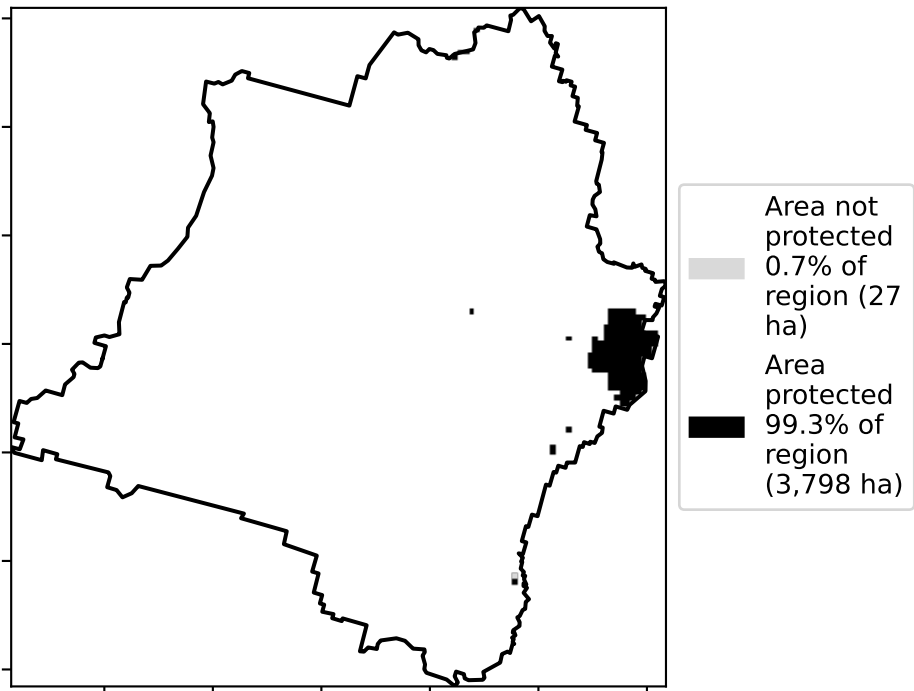 Area not
protected
0.7% of
region (27
ha)
Area
protected
99.3% of
region
(3,798 ha)